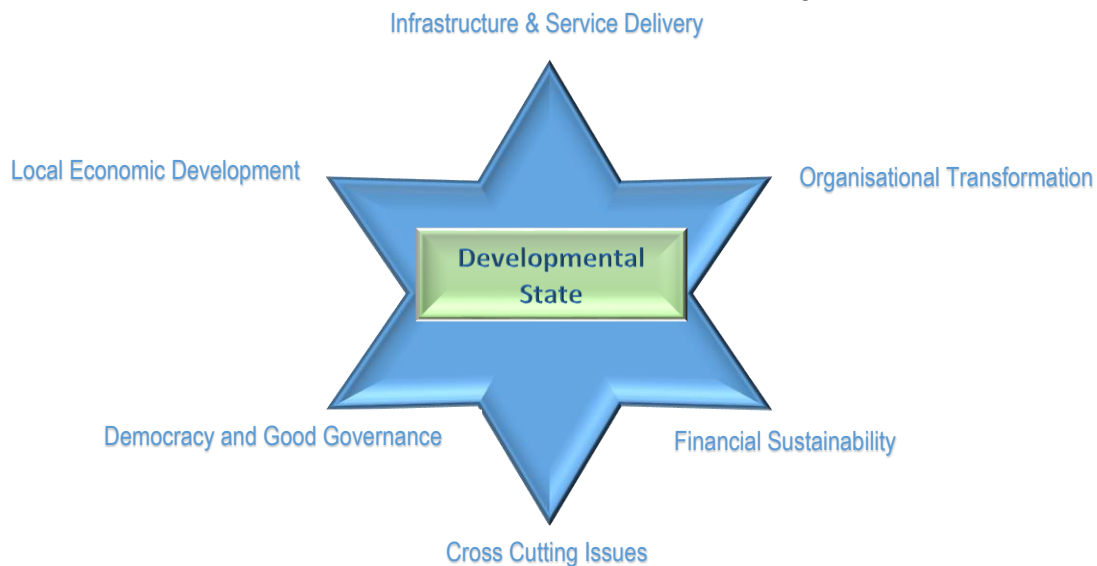 Infrastructure & Service Delivery
Local Economic Development
Organisational Transformation
Developmental
State
Democracy and Good Governance
Financial Sustainability
Cross Cutting Issues